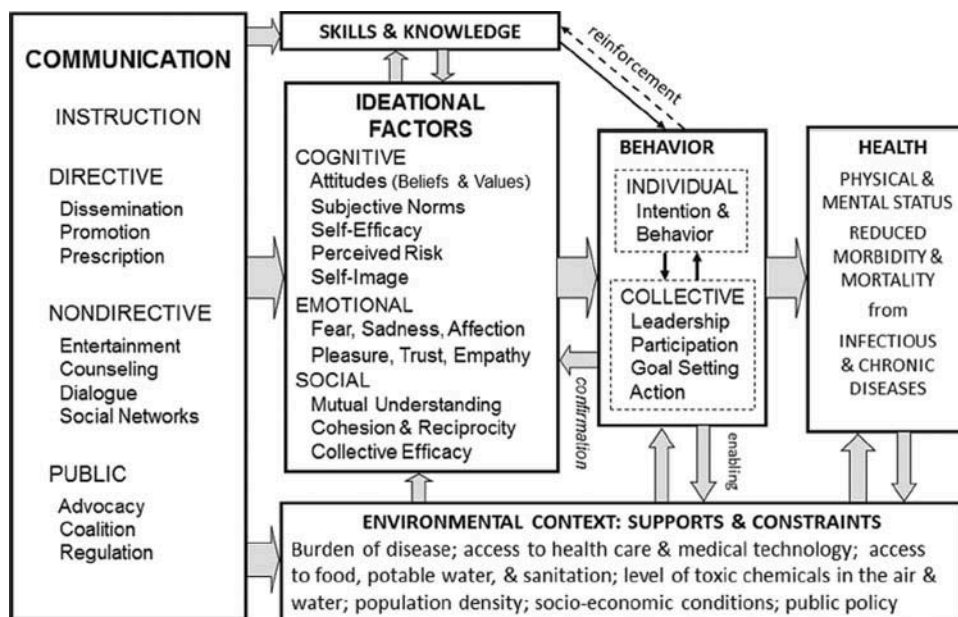 COMMUNICATION
INSTRUCTION
DIRECTIVE
Dissemination
Promotion
Prescription
NONDIRECTIVE
Entertainment
Counseling
Dialogue
Social Networks
PUBLIC
Advocacy
Coalition
Regulation
SKILLS & KNOWLEDGE
IDEATIONAL
FACTORS
COGNITIVE
Attitudes (Beliefs & Values)
Subjective Norms
Self-Efficacy
Perceived Risk
Self-Image
EMOTIONAL
Fear, Sadness, Affection
Pleasure, Trust, Empathy
SOCIAL
Mutual Understanding
Cohesion & Reciprocity
Collective Efficacy
reinforcement
confirmation
BEHAVIOR
INDIVIDUAL
Intention &
Behavior
COLLECTIVE
Leadership
Participation
Goal Setting
Action
enabling
HEALTH
PHYSICAL &
MENTAL STATUS
REDUCED
MORBIDITY &
MORTALITY
from
INFECTIOUS
& CHRONIC
DISEASES
ENVIRONMENTAL CONTEXT: SUPPORTS & CONSTRAINTS
Burden of disease; access to health care & medical technology; access
to food, potable water, & sanitation; level of toxic chemicals in the air &
water; population density; socio-economic conditions; public policy